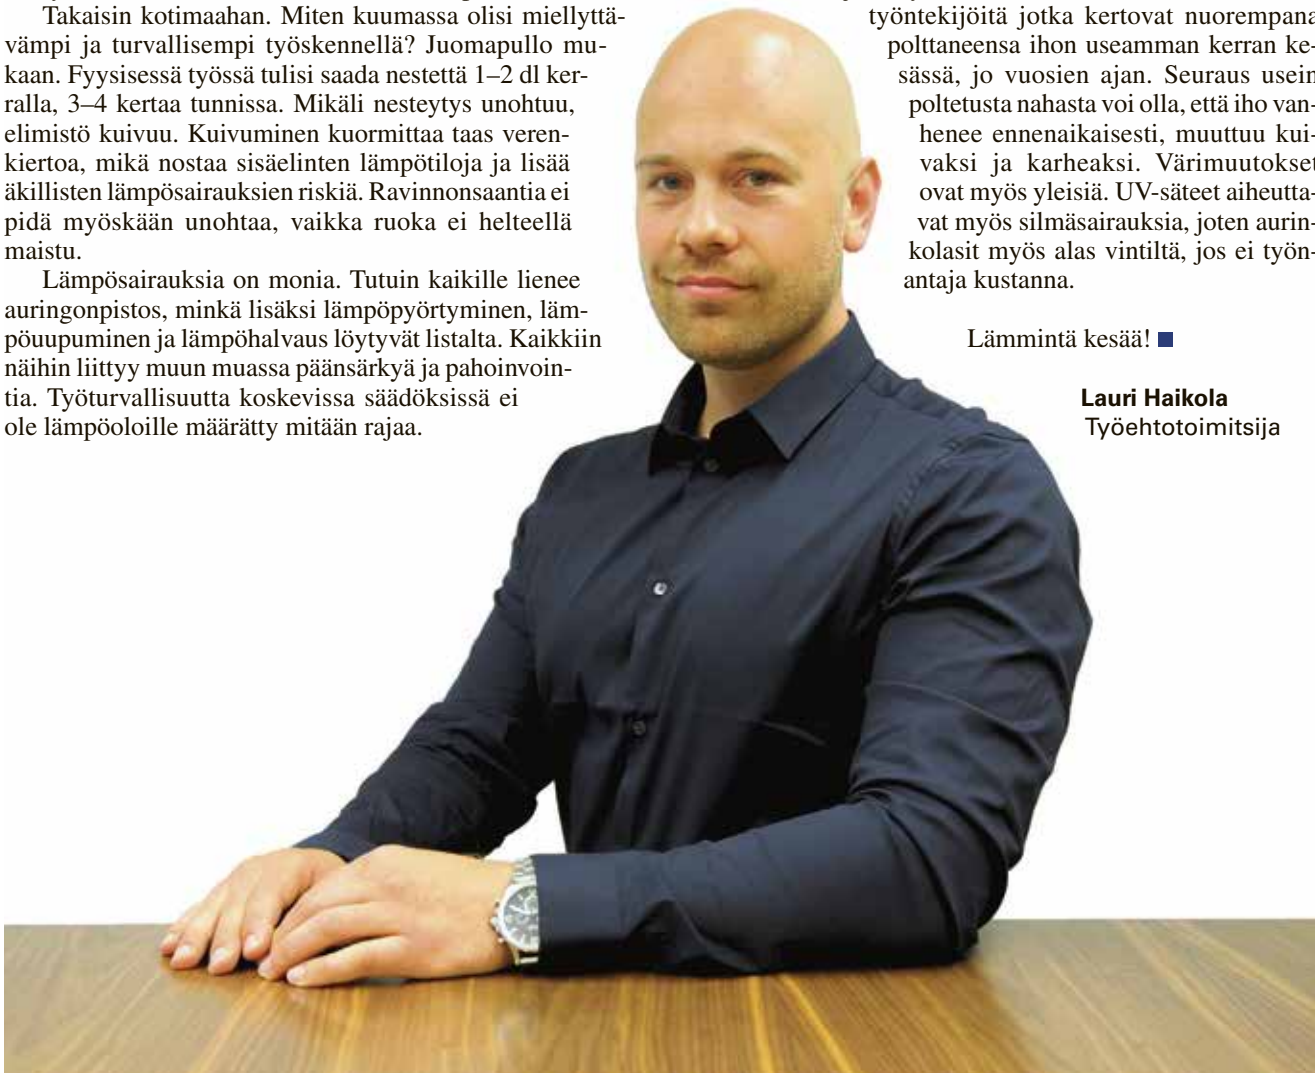 Takaisin kotimaahan. Miten kuumassa olisi miellyttä-
vämpi ja turvallisempi työskennellä? Juomapullo mu-
kaan. Fyysisessä työssä tulisi saada nestettä 1–2 dl ker-
ralla, 3–4 kertaa tunnissa. Mikäli nesteytys unohtuu,
elimistö kuivuu. Kuivuminen kuormittaa taas veren-
kiertoa, mikä nostaa sisäelinten lämpötiloja ja lisää
äkillisten lämpösairauksien riskiä. Ravinnonsaantia ei
pidä myöskään unohtaa, vaikka ruoka ei helteellä
maistu.
Lämpösairauksia on monia. Tutuin kaikille lienee
auringonpistos, minkä lisäksi lämpöpyörtyminen, läm-
pöuupuminen ja lämpöhalvaus löytyvät listalta. Kaikkiin
näihin liittyy muun muassa päänsärkyä ja pahoinvoin-
tia. Työturvallisuutta koskevissa säädöksissä ei
ole lämpöoloille määrätty mitään rajaa.
työntekijöitä jotka kertovat nuorempana
polttaneensa ihon useamman kerran ke-
sässä, jo vuosien ajan. Seuraus usein
poltetusta nahasta voi olla, että iho van-
henee ennenaikaisesti, muuttuu kui-
vaksi ja karheaksi. Värimuutokset
ovat myös yleisiä. UV-säteet aiheutta-
vat myös silmäsairauksia, joten aurin-
kolasit myös alas vintiltä, jos ei työn-
antaja kustanna.
Lämmintä kesää!
Lauri Haikola
Työehtotoimitsija